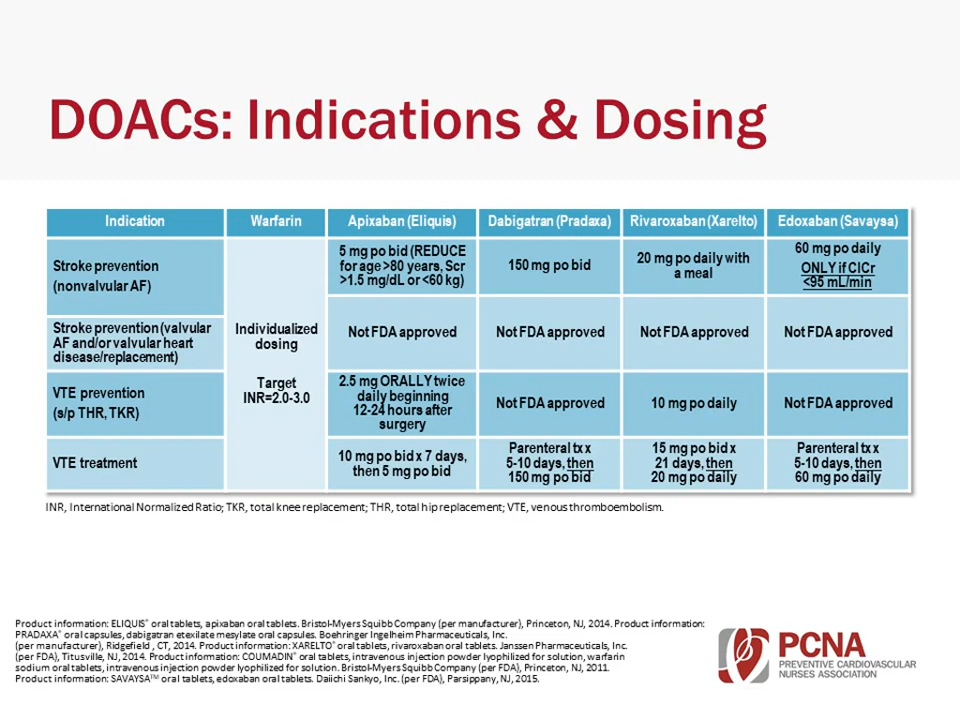 DOACs: Indications & Dosing
Indication
Warfarin
Apixaban (Eliquis)
Dabigatran (Pradaxa)
Rivaroxaban (Xarelto)
Edoxaban (Savaysa)
Stroke prevention
(nonvalvular AF)
Individualized
dosing
Target
INR=2.0-3.0
5 mg po bid (REDUCE
for age >80 years, Scr
>1.5 mg/dL or <60 kg)
150 mg po bid
20 mg po daily with
a meal
60 mg po daily
ONLY if ClCr
<95 mL/min
Stroke prevention (valvular
AF and/or valvular heart
disease/replacement)
Not FDA approved
Not FDA approved
Not FDA approved
Not FDA approved
VTE prevention
(s/p THR, TKR)
2.5 mg ORALLY twice
daily beginning
12-24 hours after
surgery
Not FDA approved
10 mg po daily
Not FDA approved
VTE treatment
10 mg po bid x 7 days,
then 5 mg po bid
Parenteral tx x
5-10 days, then
150 mg po bid
15 mg po bid x
21 days, then
20 mg po daily
Parenteral tx x
5-10 days, then
60 mg po daily
INR, International Normalized Ratio; TKR, total knee replacement; THR, total hip replacement; VTE, venous thromboembolism.
Product information: ELIQUIS® oral tablets, apixaban oral tablets. Bristol-Myers Squibb Company (per manufacturer), Princeton, NJ, 2014. Product information:
PRADAXA® oral capsules, dabigatran etexilate mesylate oral capsules. Boehringer Ingelheim Pharmaceuticals, Inc.
(per manufacturer), Ridgefield , CT, 2014. Product information: XARELTO® oral tablets, rivaroxaban oral tablets. Janssen Pharmaceuticals, Inc.
(per FDA), Titusville, NJ, 2014. Product information: COUMADIN® oral tablets, intravenous injection powder lyophilized for solution, warfarin
sodium oral tablets, intravenous injection powder lyophilized for solution. Bristol-Myers Squibb Company (per FDA), Princeton, NJ, 2011.
Product information: SAVAYSA™ oral tablets, edoxaban oral tablets. Daiichi Sankyo, Inc. (per FDA), Parsippany, NJ, 2015.
PCNA
PREVENTIVE CARDIOVASCULAR
NURSES ASSOCIATION